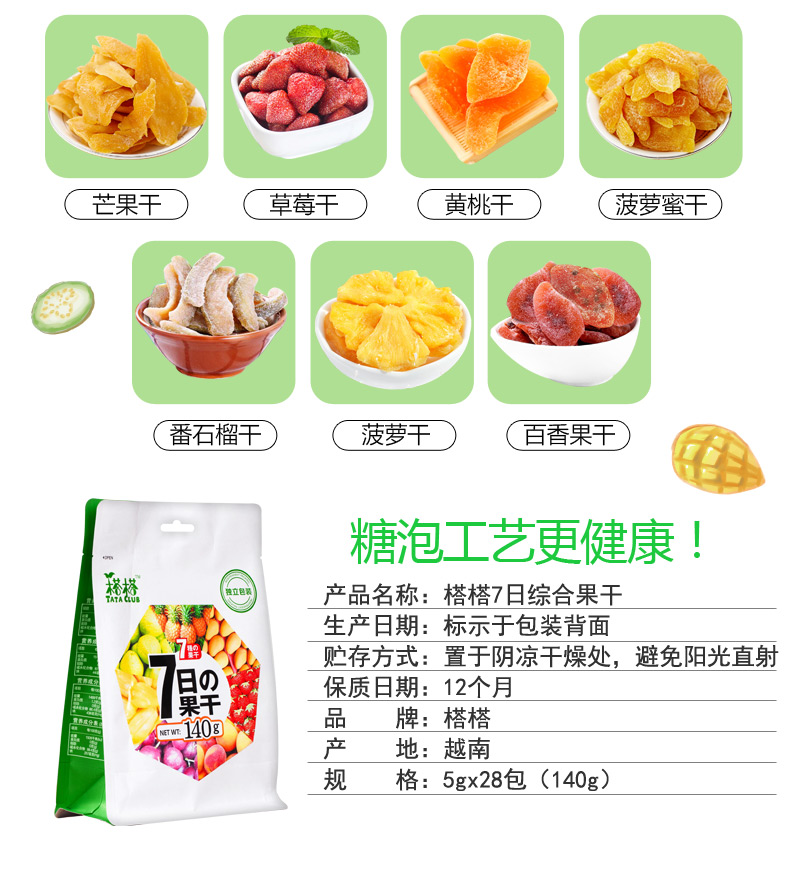 芒果干
草莓干
黄桃干
菠萝蜜干
番石榴干
菠萝干
百香果干
糖泡工艺更健康！
产品名称：榙榙7日综合果干
生产日期：标示于包装背面
贮存方式：置于阴凉干燥处，避免阳光直射
保质日期：12个月
品 牌：榙榙
产 地：越南
规 格：5gx28包（140g）
榙榙
TATA CLUB
独立包装
7種の
果干
7日の
果干
NET WT: 140g